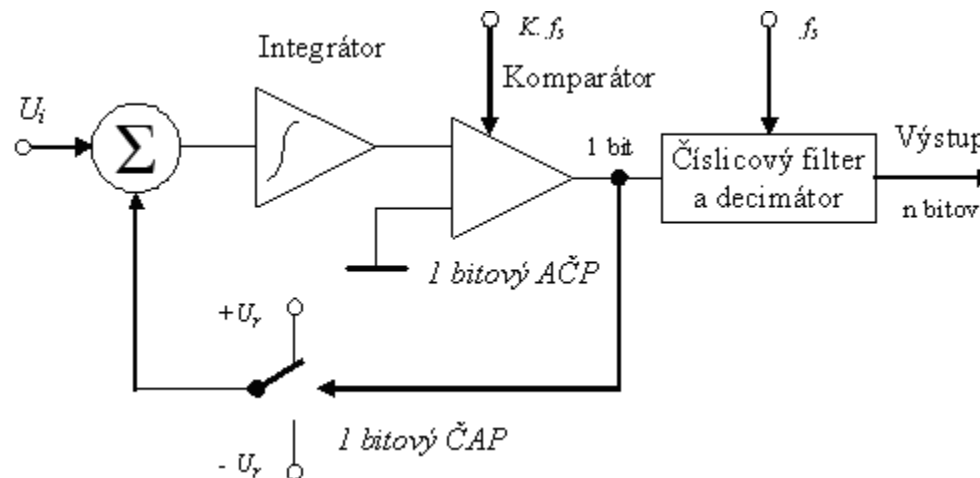 K. fs
fs
Integrátor
Komparátor
Ui
Σ
∫
1 bit
Číslicový filter
a decimátor
Výstup
n bitov
1 bitový AČP
+Ur
1 bitový ČAP
- Ur